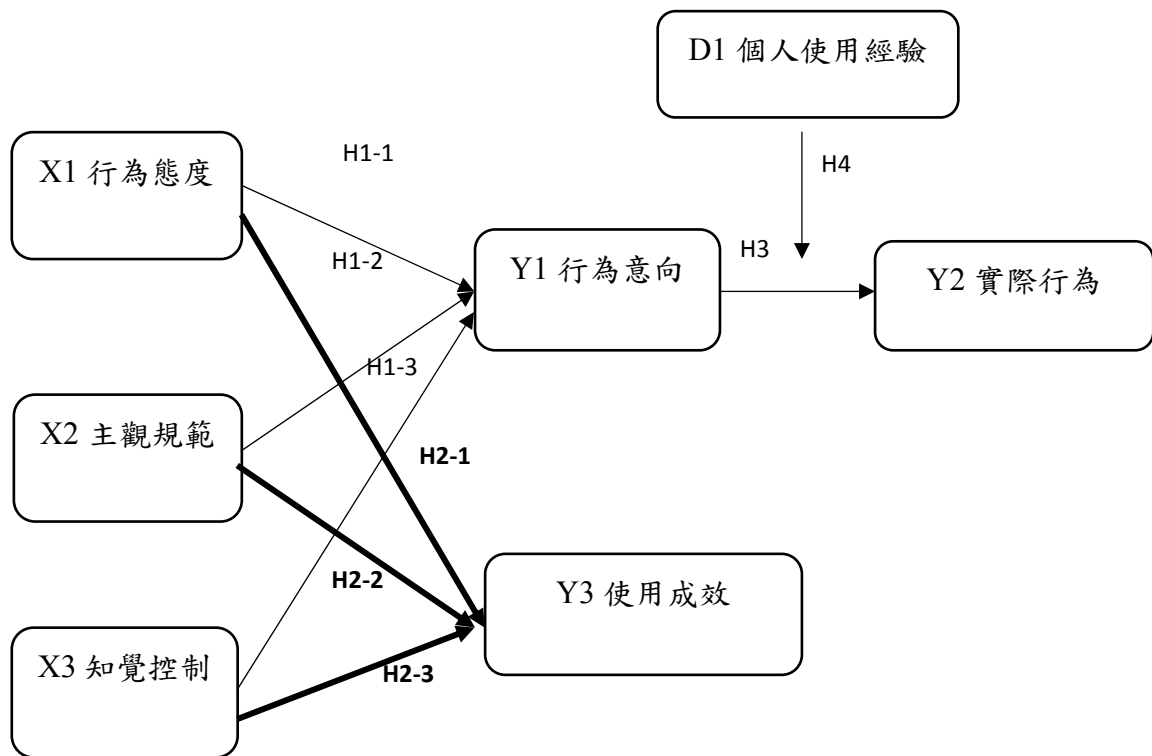 D1 個人使用經驗
X1 行為態度
H1-1
H4
H1-2
Y1 行為意向
H3
Y2 實際行為
H1-3
X2 主觀規範
H2-1
H2-2
Y3 使用成效
X3 知覺控制
H2-3